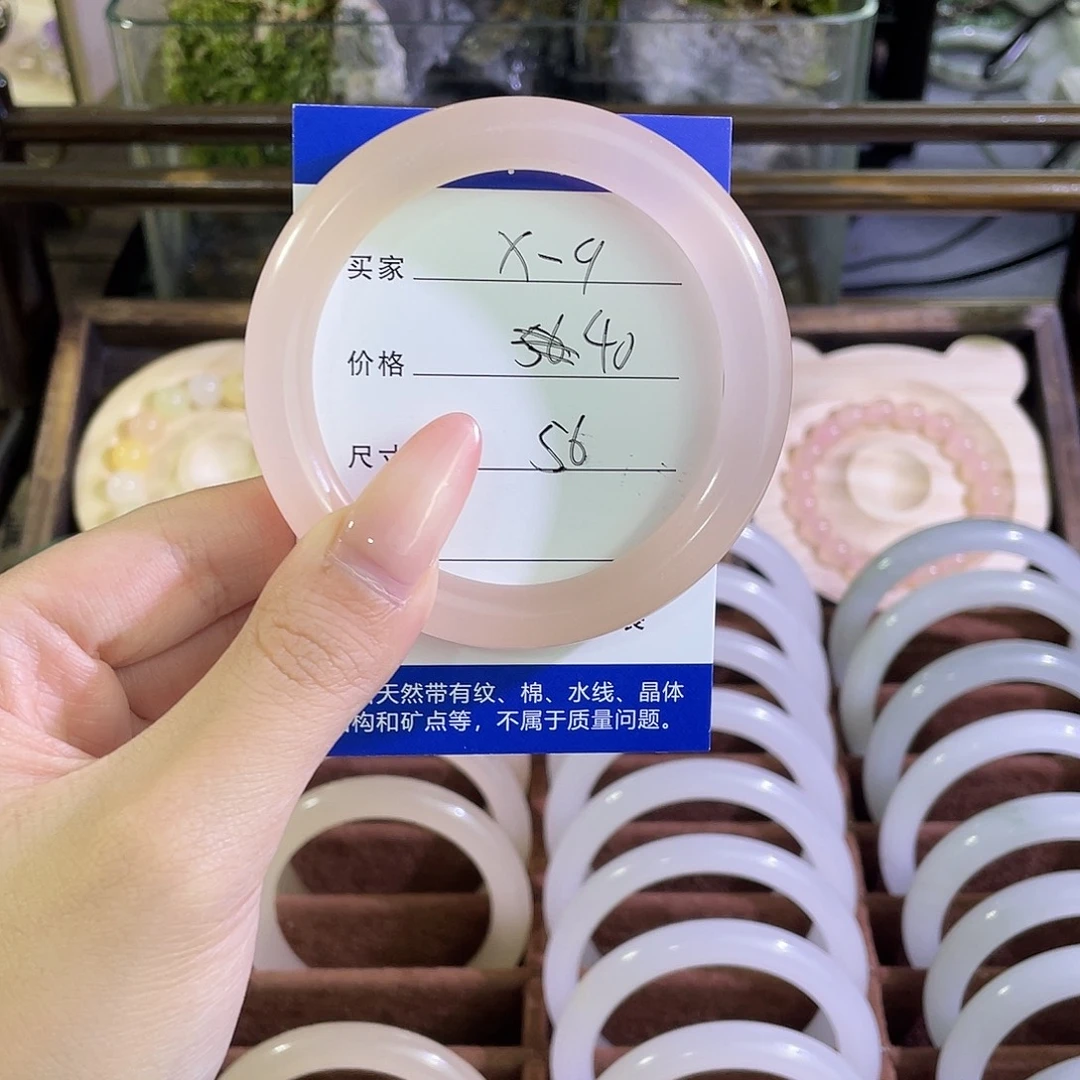 买家 X-9
价格 40
尺寸 56
天然带有纹、棉、水线、晶体
构和矿点等，不属于质量问题。